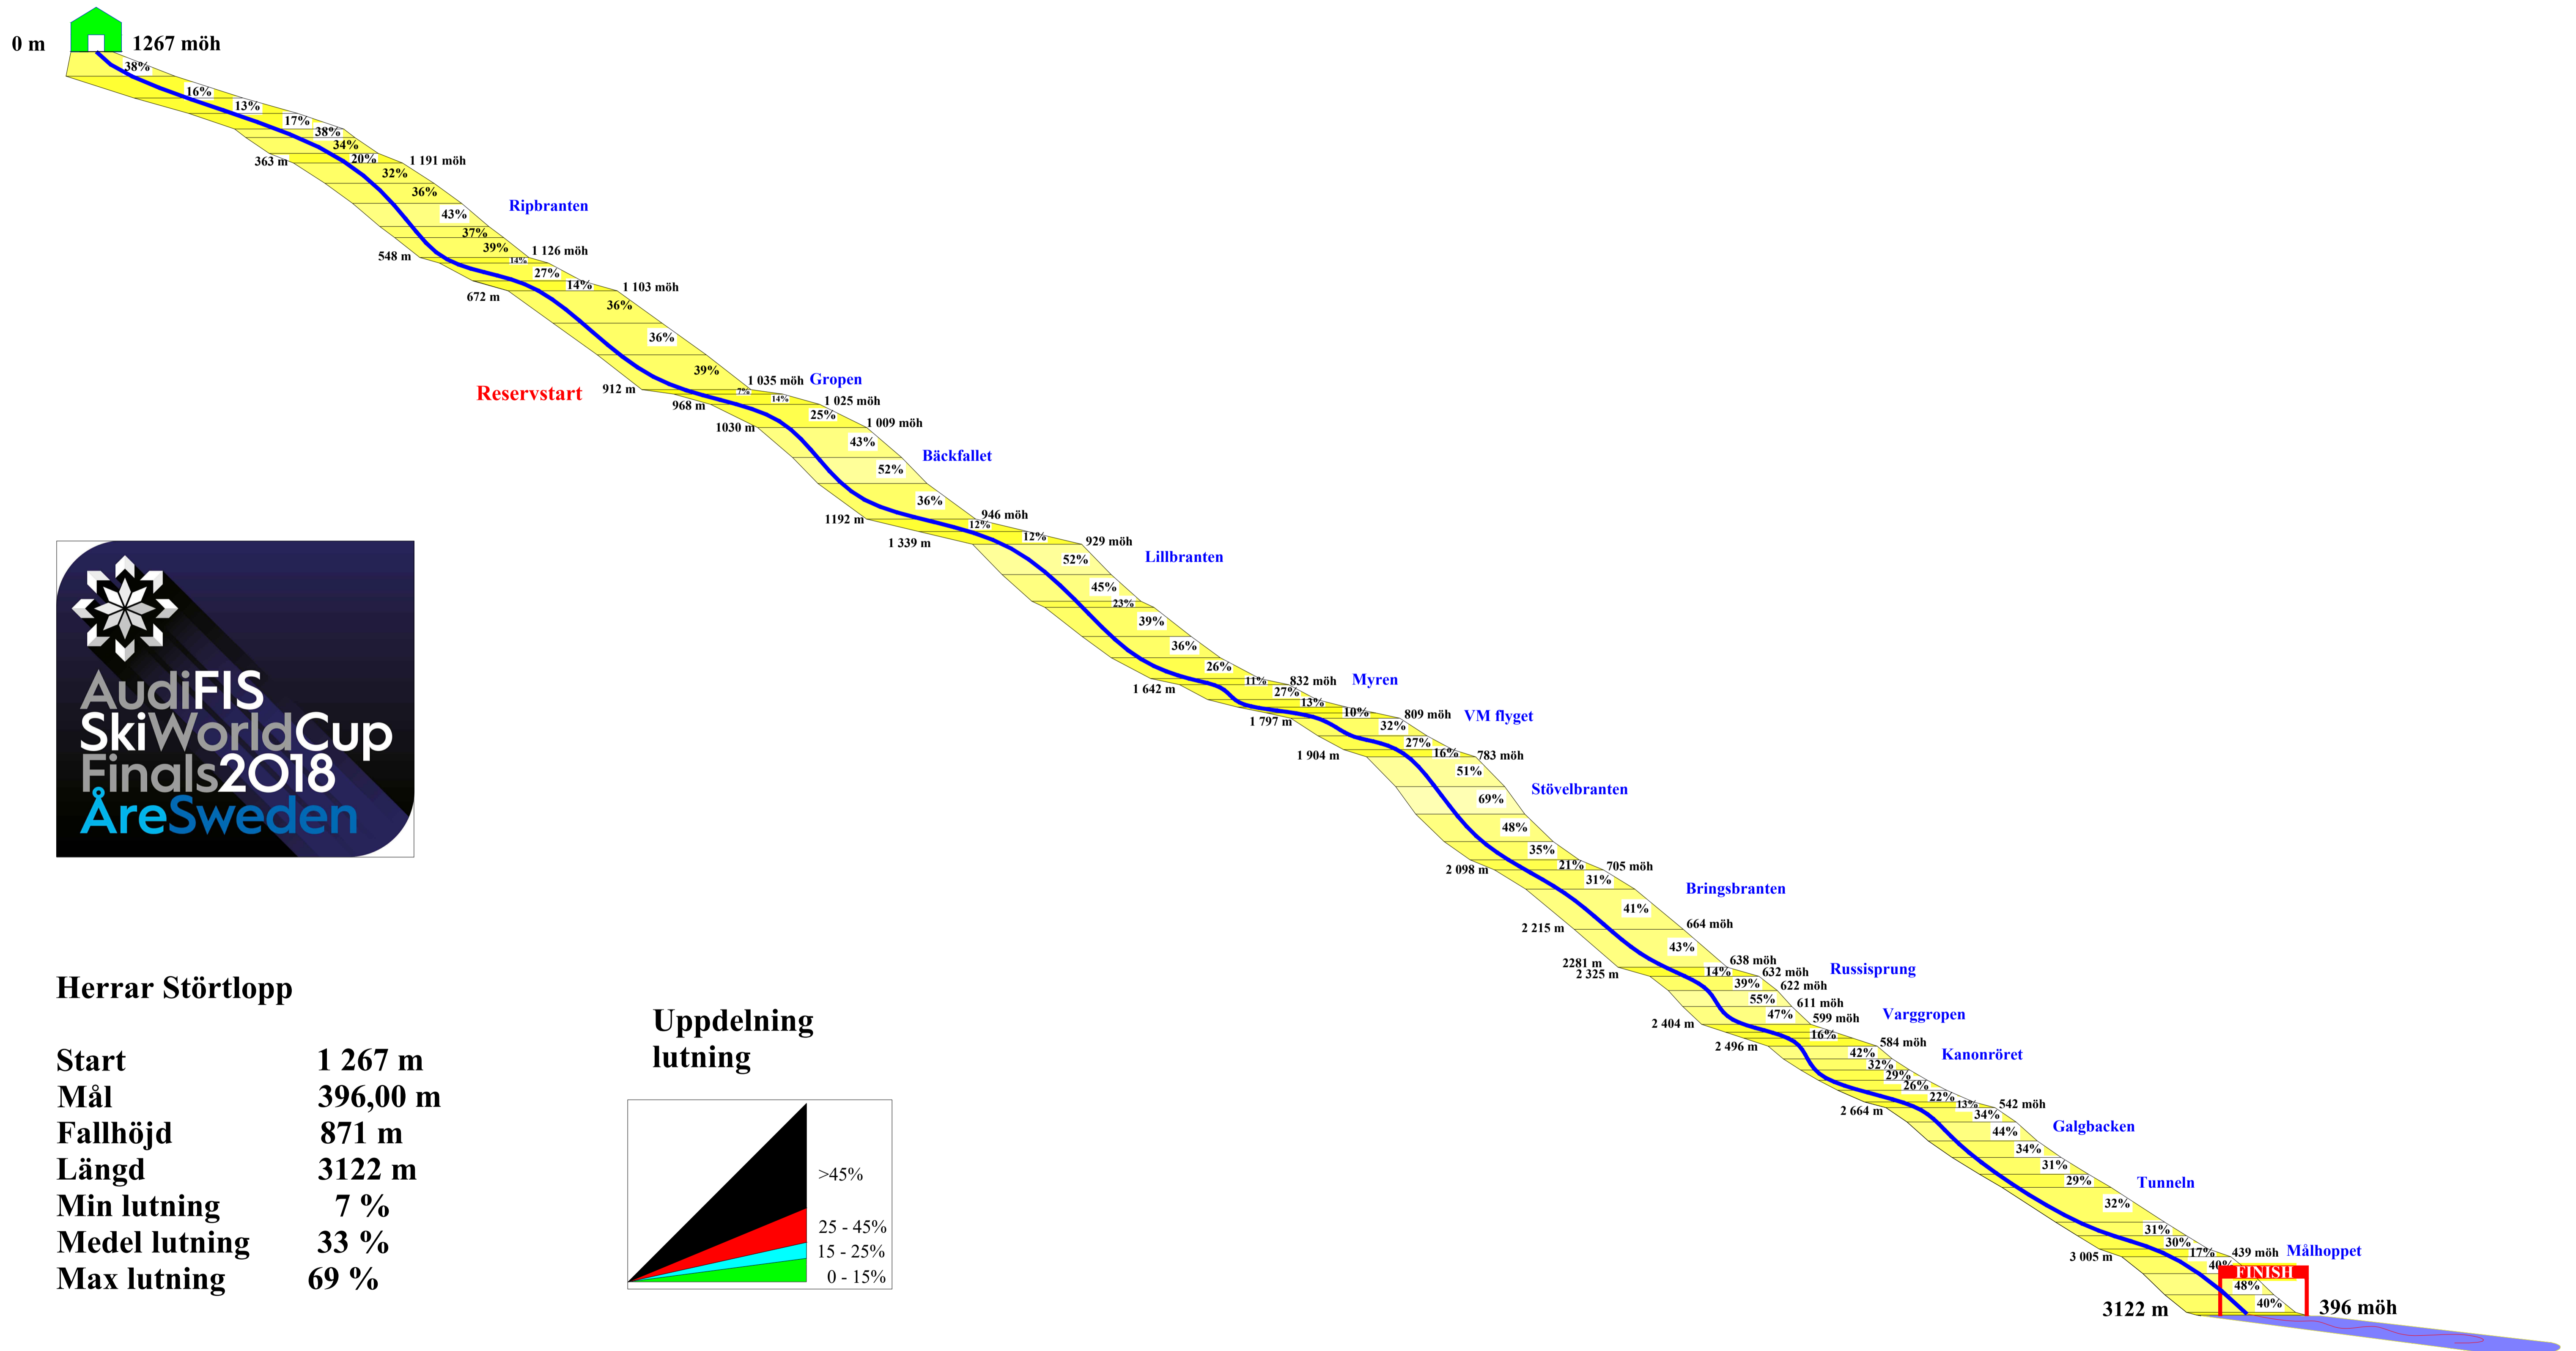 0 m
1267 möh
38%
16%
13%
17%
38%
34%
20%
363 m
1 191 möh
32%
36%
Ripbranten
43%
37%
39%
548 m
1 126 möh
14%
27%
14%
672 m
1 103 möh
36%
36%
39%
Reservstart
912 m
1 035 möh
Gropen
7%
14%
968 m
1 025 möh
25%
1030 m
1 009 möh
43%
Bäckfallet
52%
36%
1192 m
946 möh
12%
12%
1 339 m
929 möh
Lillbranten
52%
45%
23%
39%
36%
26%
11%
1 642 m
832 möh
Myren
27%
13%
10%
1 797 m
809 möh
VM flyget
32%
27%
16%
1 904 m
783 möh
51%
Stövelbranten
69%
48%
35%
21%
2 098 m
705 möh
31%
Bringsbranten
41%
2 215 m
664 möh
43%
2281 m
638 möh
14%
2 325 m
632 möh
Russisprung
39%
622 möh
55%
611 möh
47%
2 404 m
599 möh
Varggropen
16%
2 496 m
584 möh
Kanonröret
42%
32%
29%
26%
22%
13%
2 664 m
542 möh
34%
Galgbacken
44%
34%
31%
29%
Tunneln
32%
31%
30%
17%
3 005 m
439 möh
Målhoppet
40%
FINISH
48%
40%
3122 m
396 möh
AudiFIS
SkiWorldCup
Finals2018
ÅreSweden
Herrar Störtlopp
Start 1 267 m
Mål 396,00 m
Fallhöjd 871 m
Längd 3122 m
Min lutning 7 %
Medel lutning 33 %
Max lutning 69 %
Uppdelning
lutning
>45%
25 - 45%
15 - 25%
0 - 15%